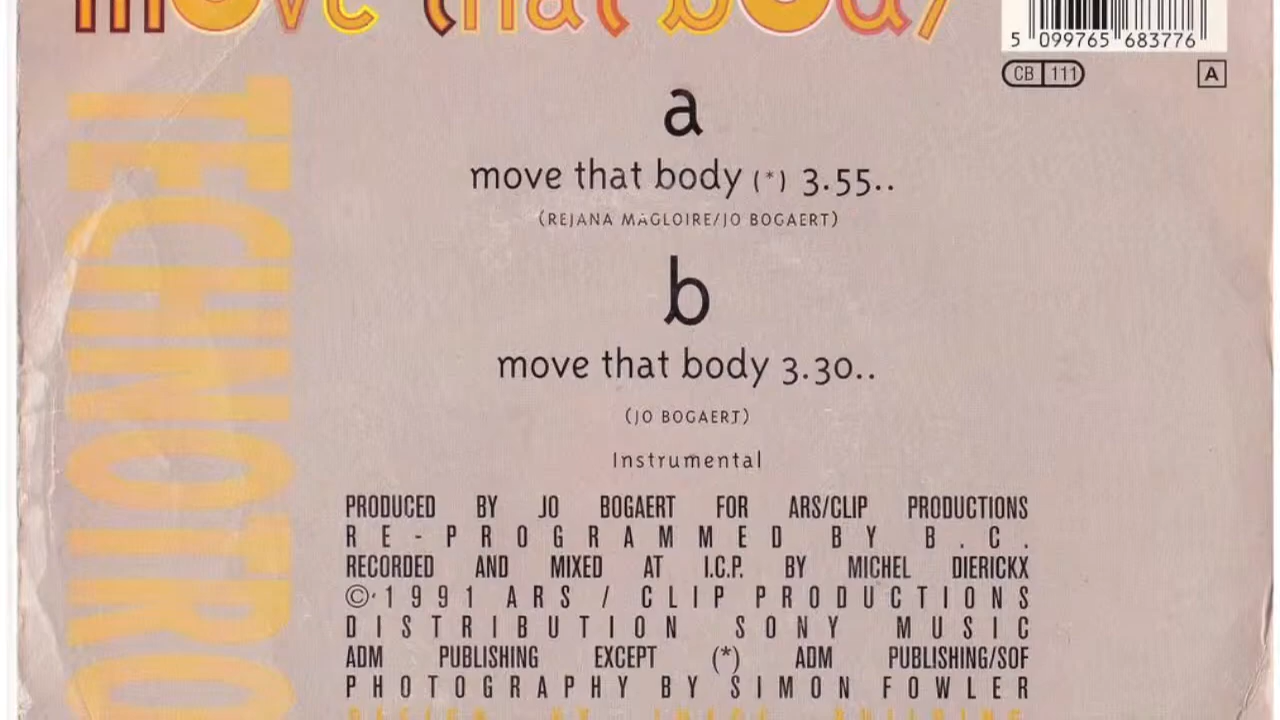 move that body
5 099765 683776
CB 111
A
TECHNOTRO
a
move that body (*) 3.55..
(REJANA MAGLOIRE/JO BOGAERT)
b
move that body 3.30..
(JO BOGAERT)
Instrumental
PRODUCED BY JO BOGAERT FOR ARS/CLIP PRODUCTIONS
RE-PROGRAMMED BY B.C.
RECORDED AND MIXED AT I.C.P. BY MICHEL DIERICKX
©·1991 ARS / CLIP PRODUCTIONS
DISTRIBUTION SONY MUSIC
ADM PUBLISHING EXCEPT (*) ADM PUBLISHING/SOF
PHOTOGRAPHY BY SIMON FOWLER